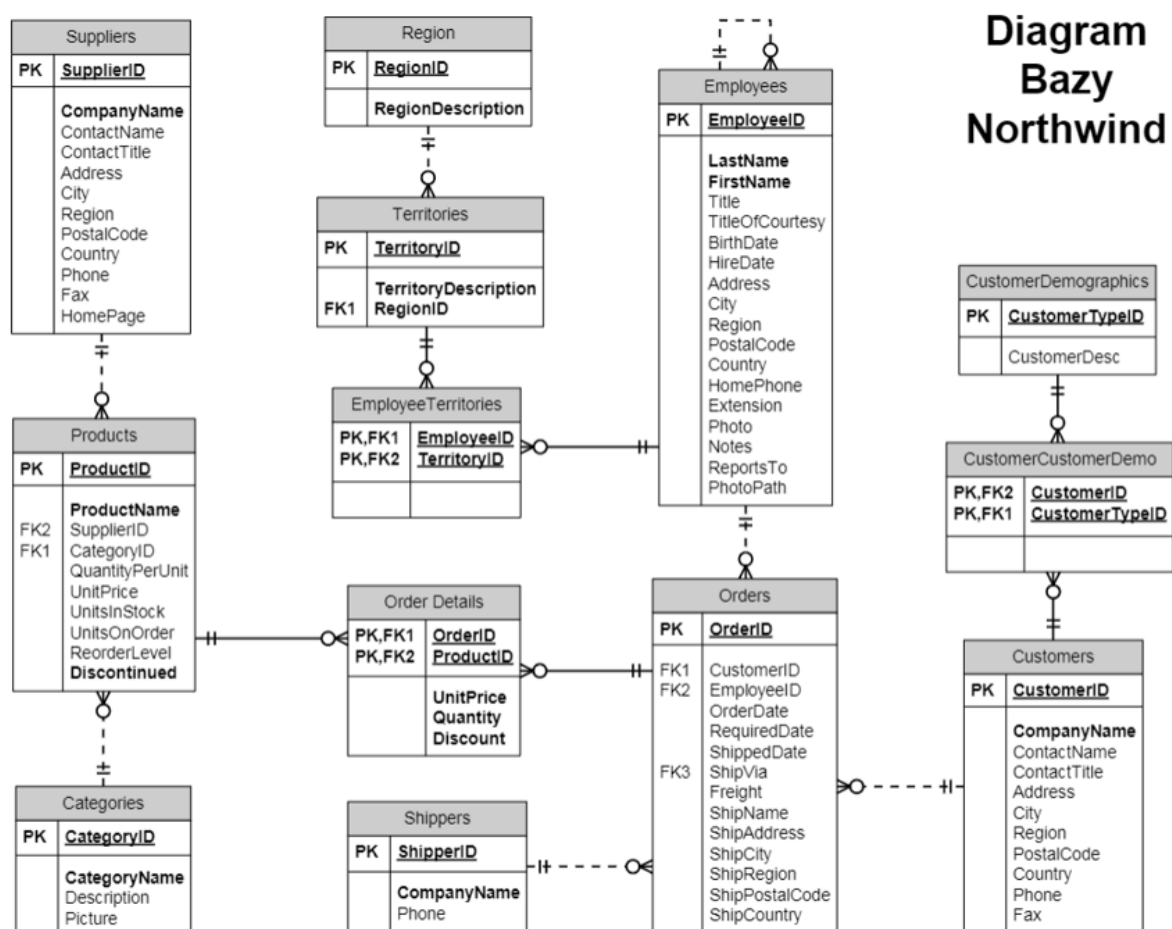 Diagram
Bazy
Northwind
Suppliers
PK SupplierID
CompanyName
ContactName
ContactTitle
Address
City
Region
PostalCode
Country
Phone
Fax
HomePage
Region
PK RegionID
RegionDescription
Employees
PK EmployeeID
LastName
FirstName
Title
TitleOfCourtesy
BirthDate
HireDate
Address
City
Region
PostalCode
Country
HomePhone
Extension
Photo
Notes
ReportsTo
PhotoPath
Territories
PK TerritoryID
TerritoryDescription
FK1 RegionID
CustomerDemographics
PK CustomerTypeID
CustomerDesc
EmployeeTerritories
PK,FK1 EmployeeID
PK,FK2 TerritoryID
Products
PK ProductID
ProductName
FK2 SupplierID
FK1 CategoryID
QuantityPerUnit
UnitPrice
UnitsInStock
UnitsOnOrder
ReorderLevel
Discontinued
CustomerCustomerDemo
PK,FK2 CustomerID
PK,FK1 CustomerTypeID
Order Details
PK,FK1 OrderID
PK,FK2 ProductID
UnitPrice
Quantity
Discount
Orders
PK OrderID
FK1 CustomerID
FK2 EmployeeID
OrderDate
RequiredDate
ShippedDate
FK3 ShipVia
Freight
ShipName
ShipAddress
ShipCity
ShipRegion
ShipPostalCode
ShipCountry
Customers
PK CustomerID
CompanyName
ContactName
ContactTitle
Address
City
Region
PostalCode
Country
Phone
Fax
Categories
PK CategoryID
CategoryName
Description
Picture
Shippers
PK ShipperID
CompanyName
Phone